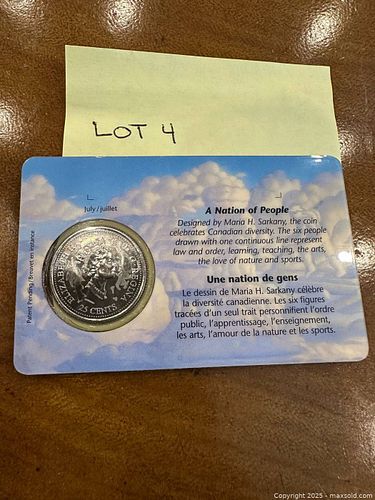 LOT 4
July / juillet
A Nation of People
Designed by Maria H. Sarkany, the coin
celebrates Canadian diversity. The six people
drawn with one continuous line represent
law and order, learning, teaching, the arts,
the love of nature and sports.
Une nation de gens
Le dessin de Maria H. Sarkany célèbre
la diversité canadienne. Les six figures
tracées d'un seul trait personnifient l'ordre
public, l'apprentissage, l'enseignement,
les arts, l'amour de la nature et les sports.
Patent Pending / Brevet en instance
ELIZABETH
25 CENTS
© Copyright 2025 - maxsold.com